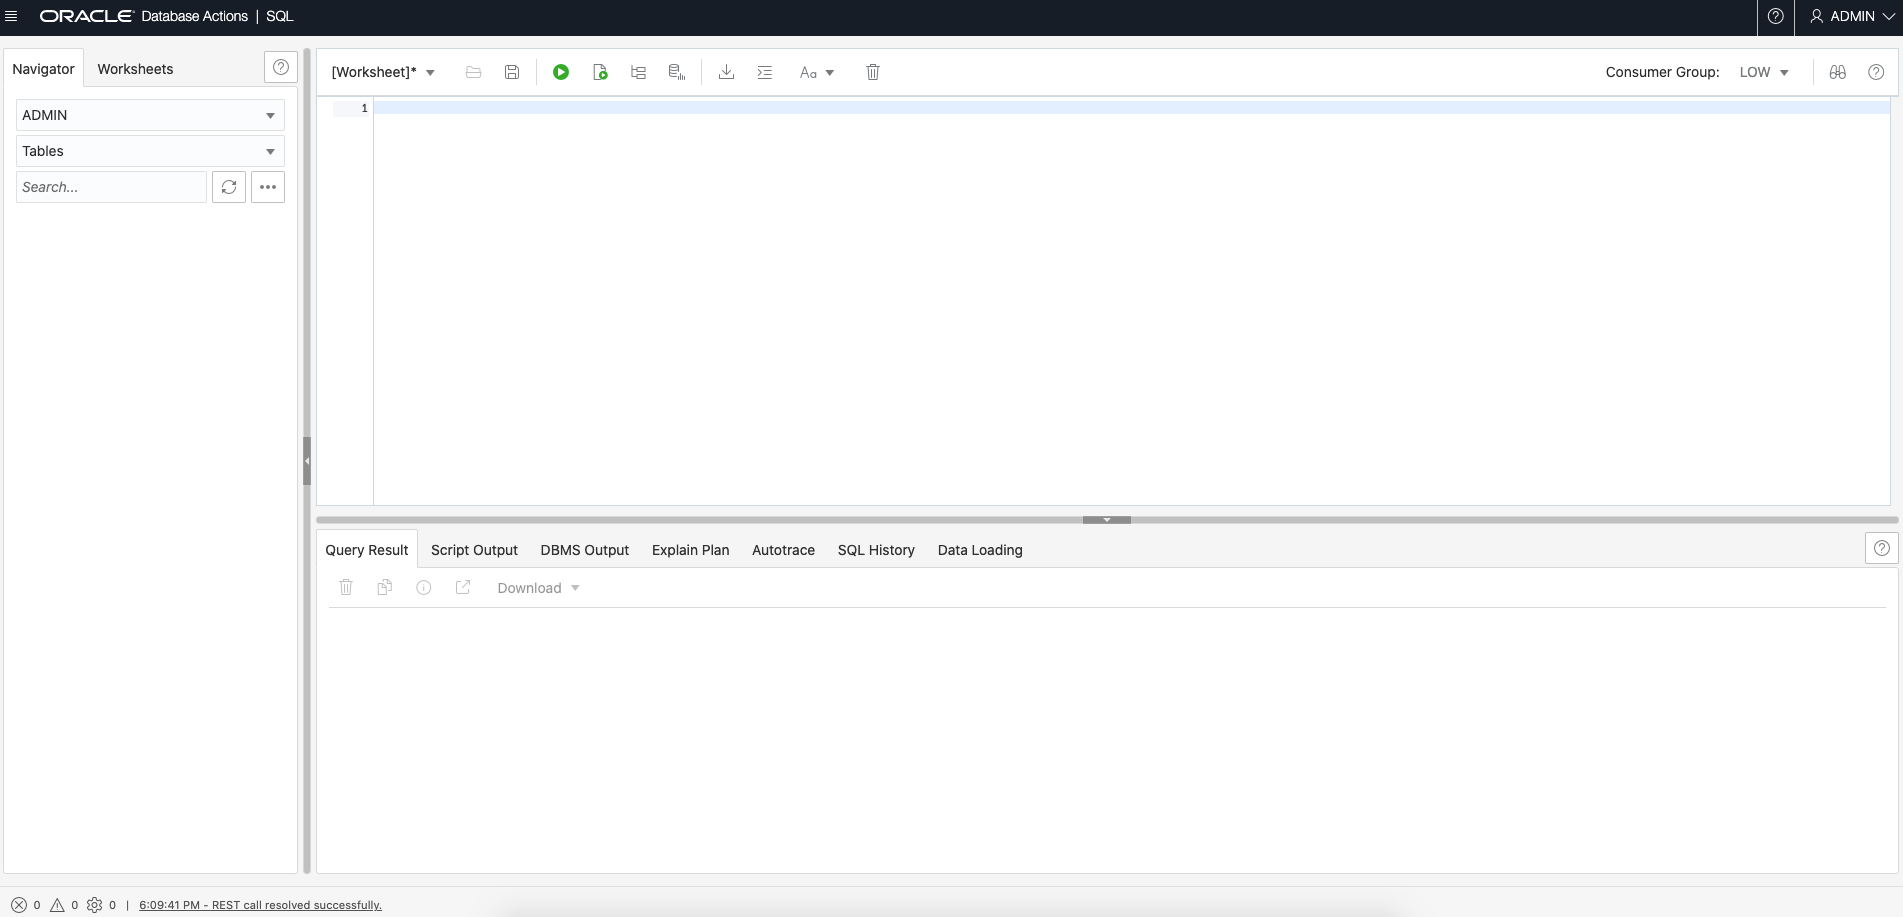 ORACLE Database Actions | SQL
ADMIN
Navigator
Worksheets
ADMIN
Tables
Search...
[Worksheet]*
Aa
Consumer Group: LOW
1
Query Result
Script Output
DBMS Output
Explain Plan
Autotrace
SQL History
Data Loading
Download
0 0 0 | 6:09:41 PM - REST call resolved successfully.